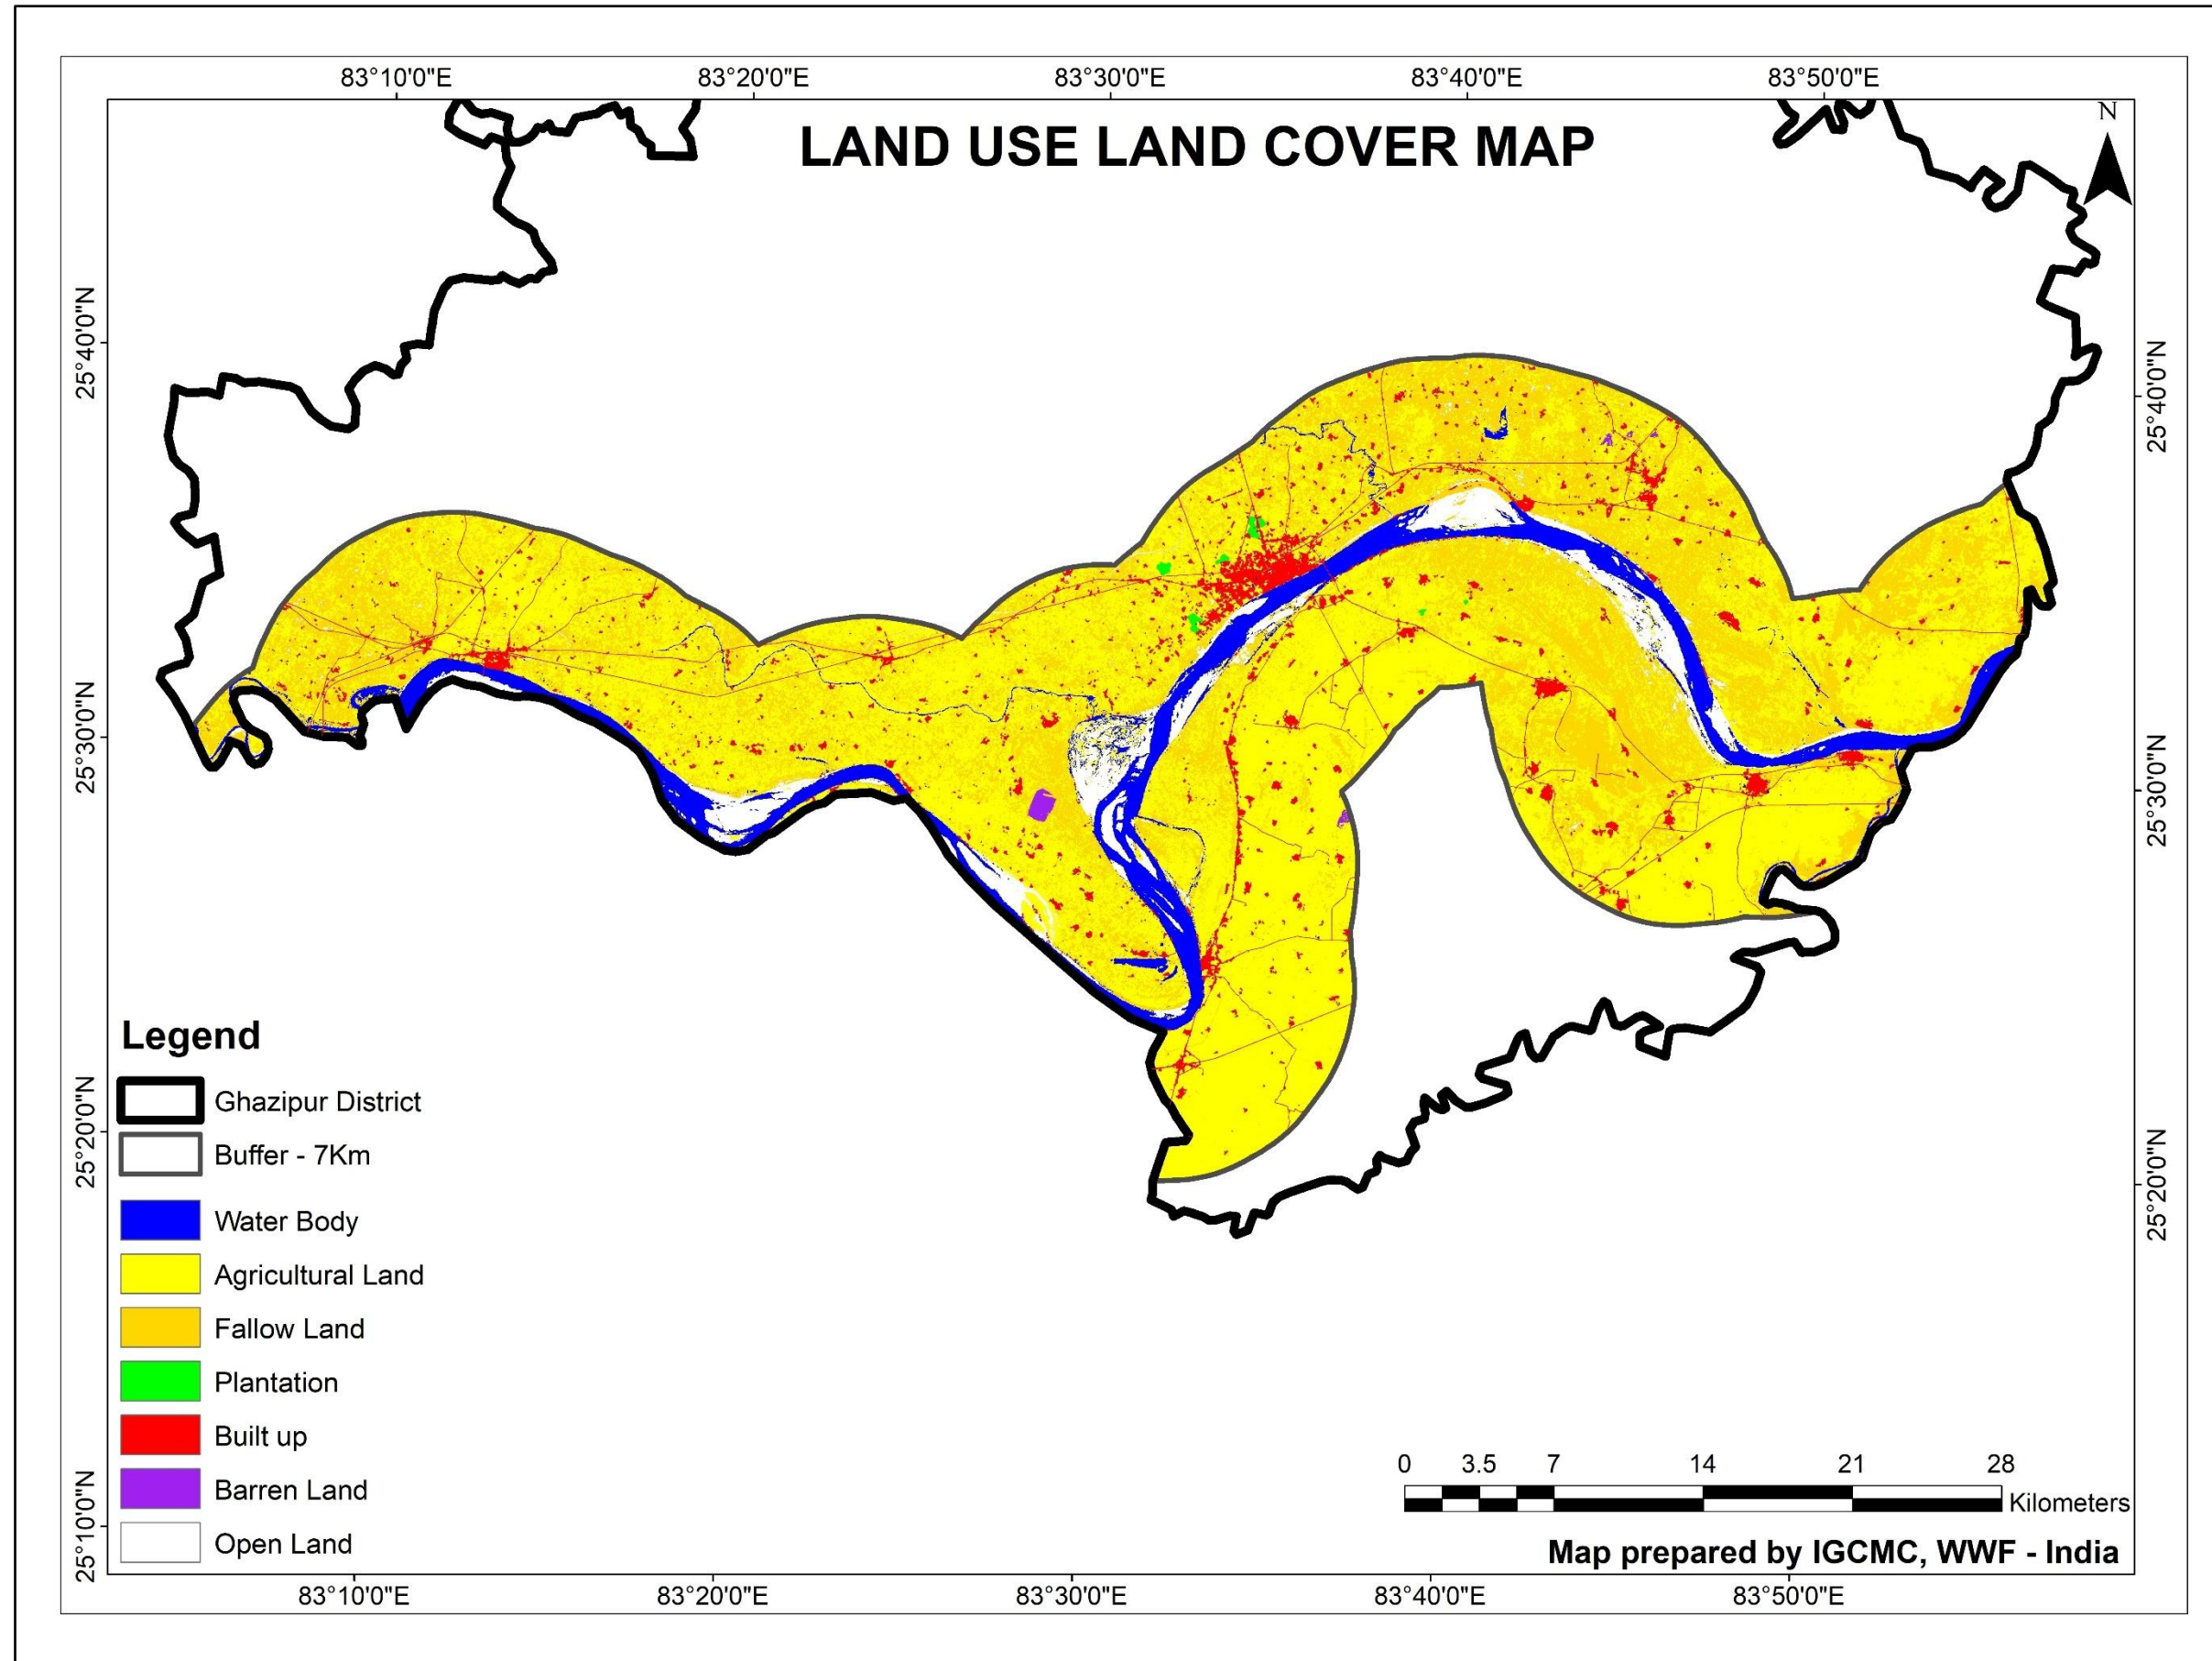 83°10'0"E 83°20'0"E 83°30'0"E 83°40'0"E 83°50'0"E
N
LAND USE LAND COVER MAP
25°40'0"N
25°40'0"N
25°30'0"N
25°30'0"N
25°20'0"N
25°20'0"N
25°10'0"N
Legend
Ghazipur District
Buffer - 7Km
Water Body
Agricultural Land
Fallow Land
Plantation
Built up
Barren Land
Open Land
0 3.5 7 14 21 28
Kilometers
Map prepared by IGCMC, WWF - India
83°10'0"E 83°20'0"E 83°30'0"E 83°40'0"E 83°50'0"E